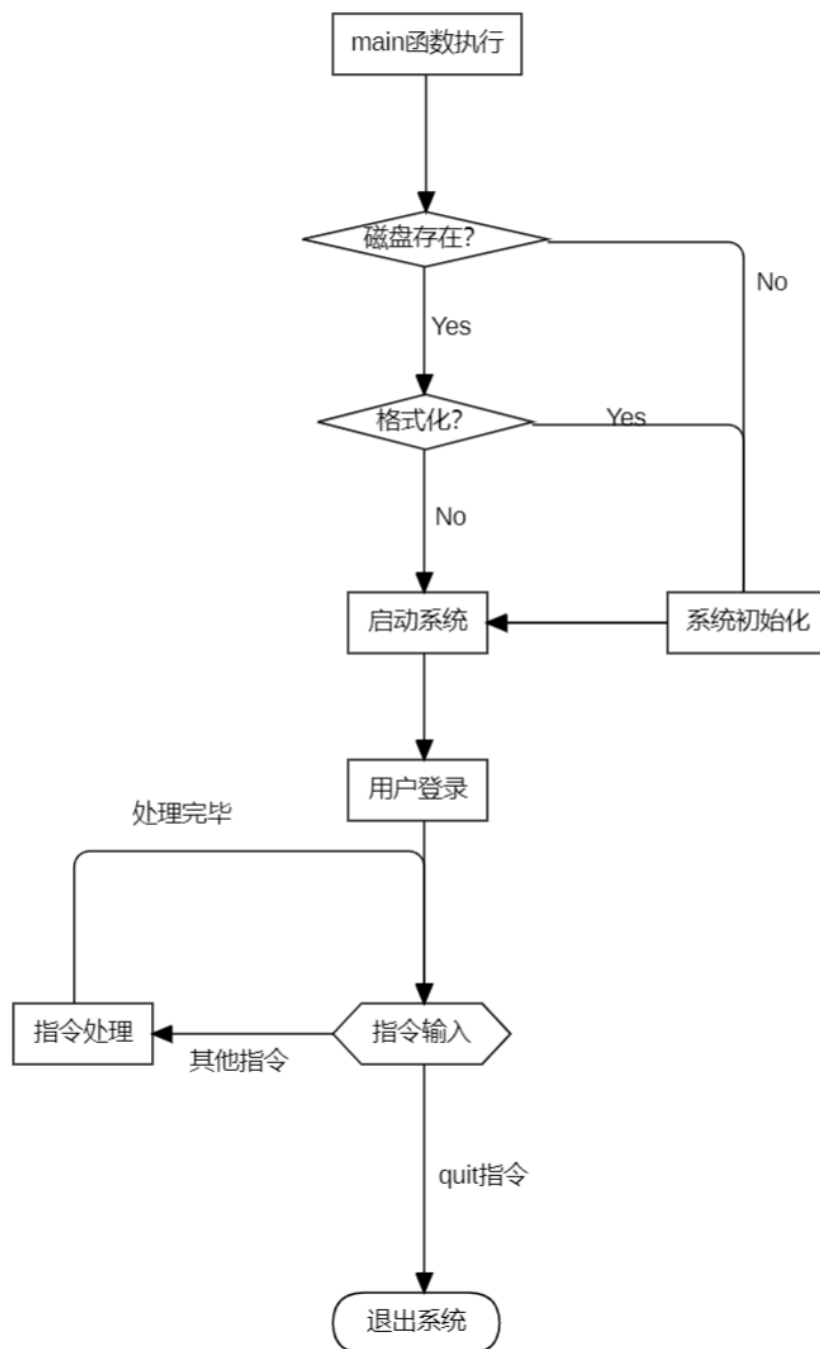 main函数执行
磁盘存在?
No
Yes
格式化?
Yes
No
启动系统
系统初始化
用户登录
处理完毕
指令处理
指令输入
其他指令
quit指令
退出系统